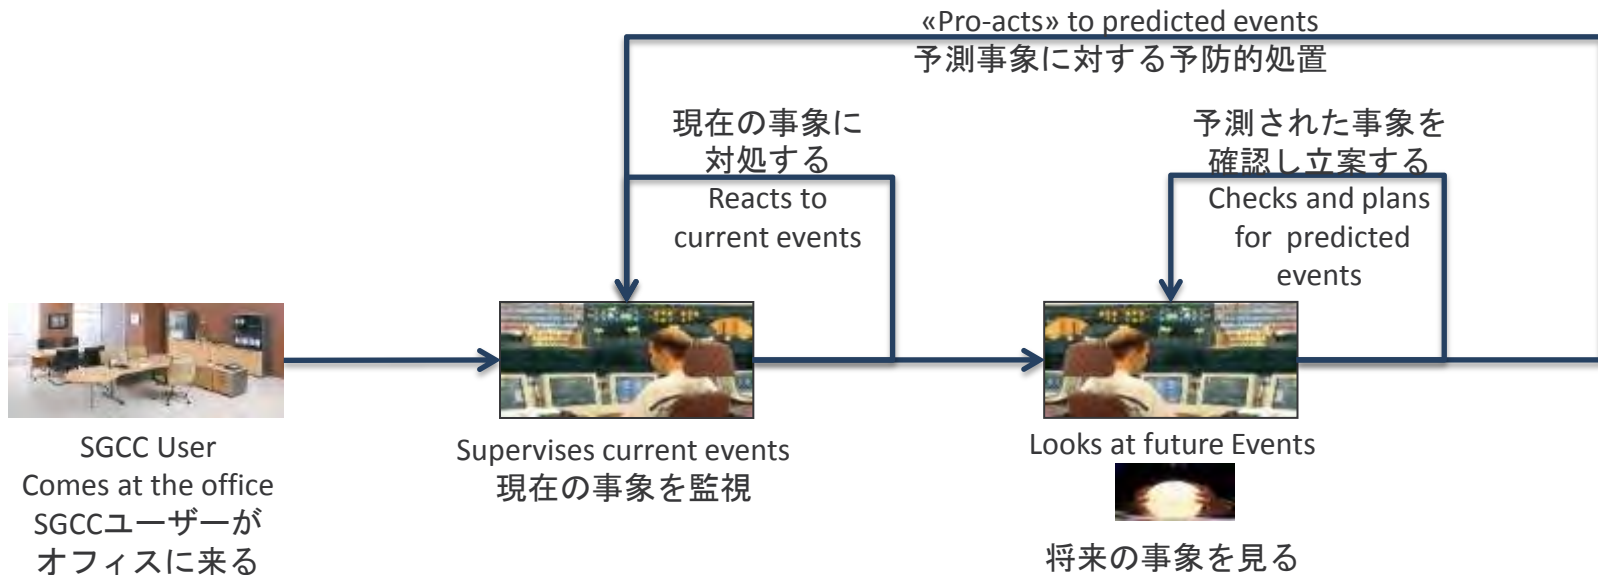 «Pro-acts» to predicted events
予測事象に対する予防的処置
現在の事象に
対処する
Reacts to
current events
予測された事象を
確認し立案する
Checks and plans
for predicted
events
SGCC User
Comes at the office
SGCCユーザーが
オフィスに来る
Supervises current events
現在の事象を監視
Looks at future Events
将来の事象を見る